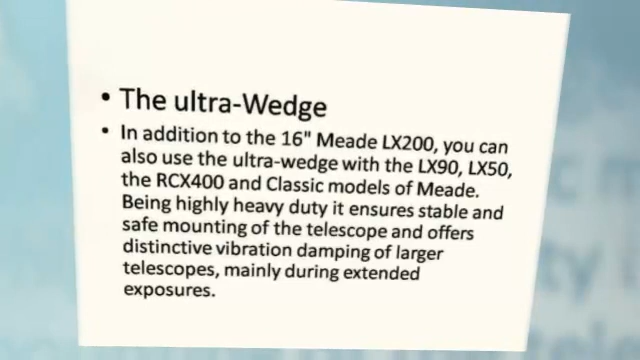 • The ultra-Wedge
• In addition to the 16" Meade LX200, you can
also use the ultra-wedge with the LX90, LX50,
the RCX400 and Classic models of Meade.
Being highly heavy duty it ensures stable and
safe mounting of the telescope and offers
distinctive vibration damping of larger
telescopes, mainly during extended
exposures.